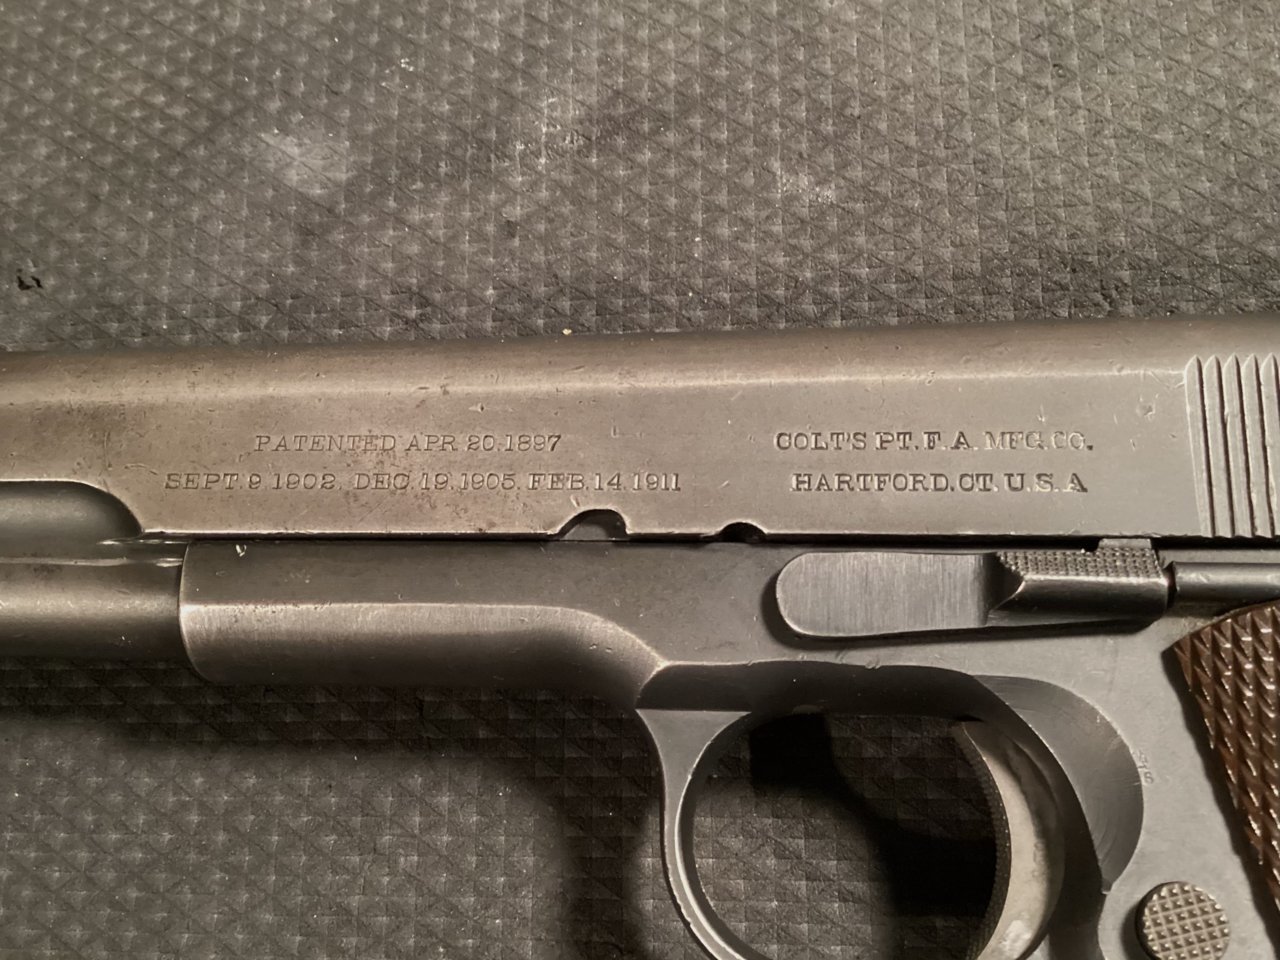 PATENTED APR. 20. 1897
SEPT. 9. 1902. DEC. 19. 1905. FEB. 14. 1911
COLT'S PT. F. A. MFG. CO.
HARTFORD. CT. U. S. A